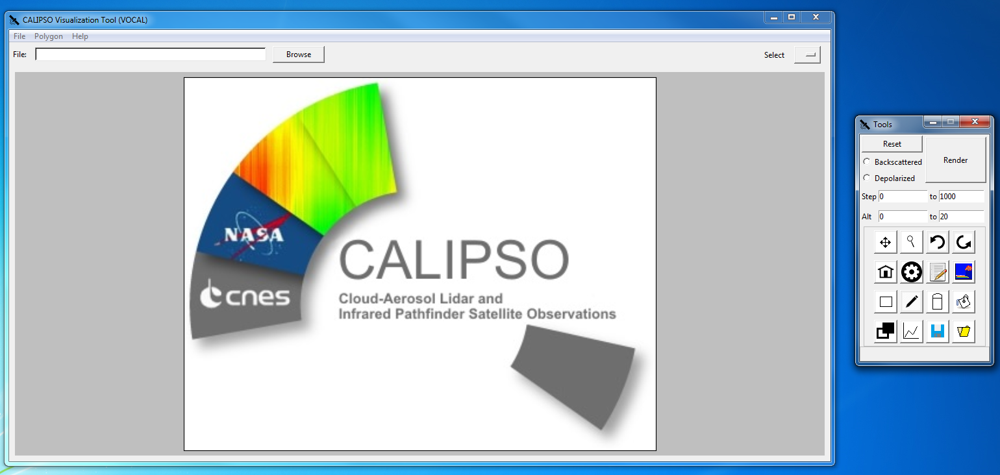 CALIPSO Visualization Tool (VOCAL)
File Polygon Help
File:
Browse
Select
NASA
cnes
CALIPSO
Cloud-Aerosol Lidar and
Infrared Pathfinder Satellite Observations
Tools
Reset
Render
Backscattered
Depolarized
Step 0 to 1000
Alt 0 to 20